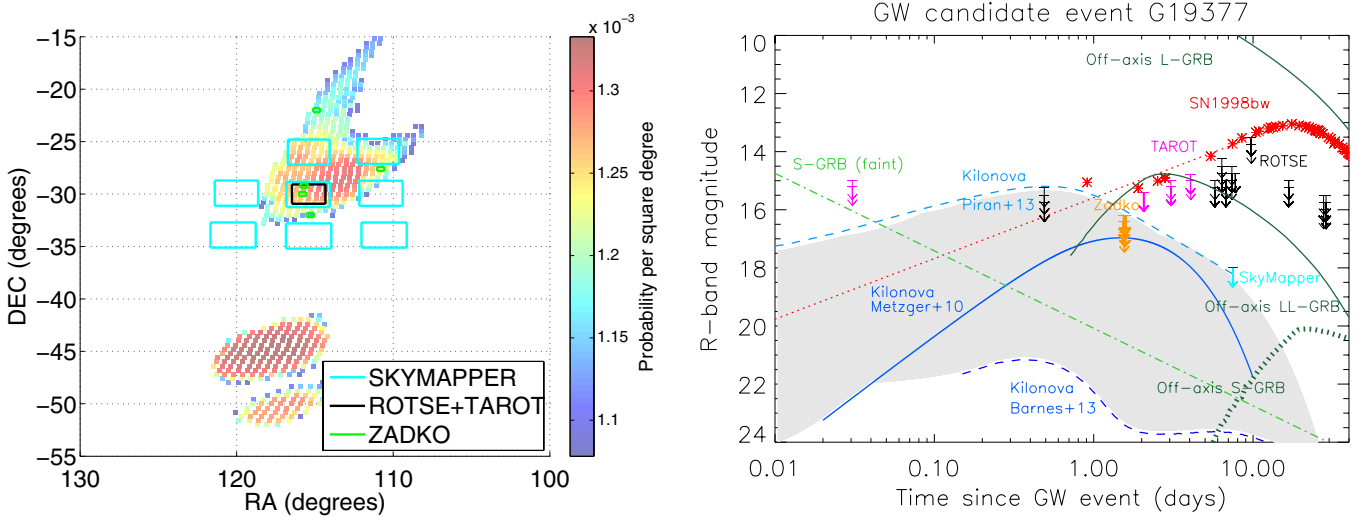 x 10⁻³
−15
−20
−25
−30
−35
−40
−45
−50
−55
DEC (degrees)
130
120
110
100
RA (degrees)
SKYMAPPER
ROTSE+TAROT
ZADKO
1.3
1.2
1.1
Probability per square degree
GW candidate event G19377
10
12
14
16
18
20
22
24
R-band magnitude
0.01
0.10
1.00
10.00
Time since GW event (days)
Off-axis L-GRB
SN1998bw
TAROT
ROTSE
S-GRB (faint)
Kilonova
Piran+13
Zadko
SkyMapper
Kilonova
Metzger+10
Off-axis LL-GRB
Off-axis S-GRB
Kilonova
Barnes+13